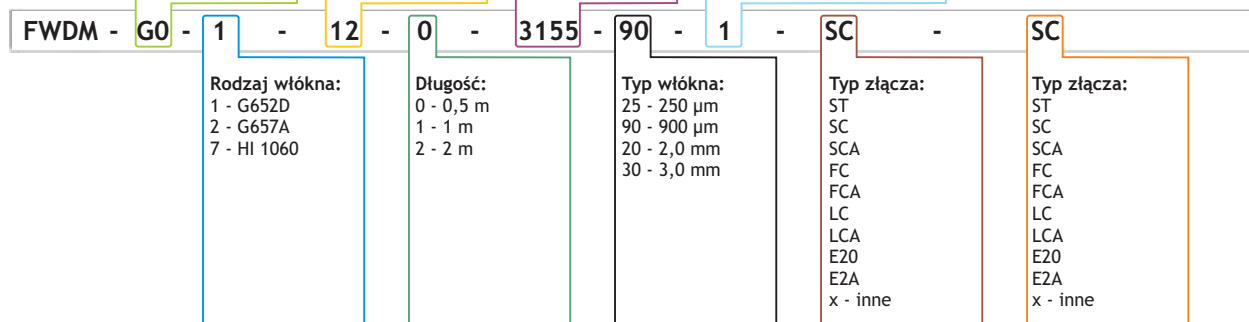 FWDM - G0 - 1 - 12 - 0 - 3155 - 90 - 1 - SC - SC
Rodzaj włókna:
1 - G652D
2 - G657A
7 - HI 1060
Długość:
0 - 0,5 m
1 - 1 m
2 - 2 m
Typ włókna:
25 - 250 µm
90 - 900 µm
20 - 2,0 mm
30 - 3,0 mm
Typ złącza:
ST
SC
SCA
FC
FCA
LC
LCA
E20
E2A
x - inne
Typ złącza:
ST
SC
SCA
FC
FCA
LC
LCA
E20
E2A
x - inne